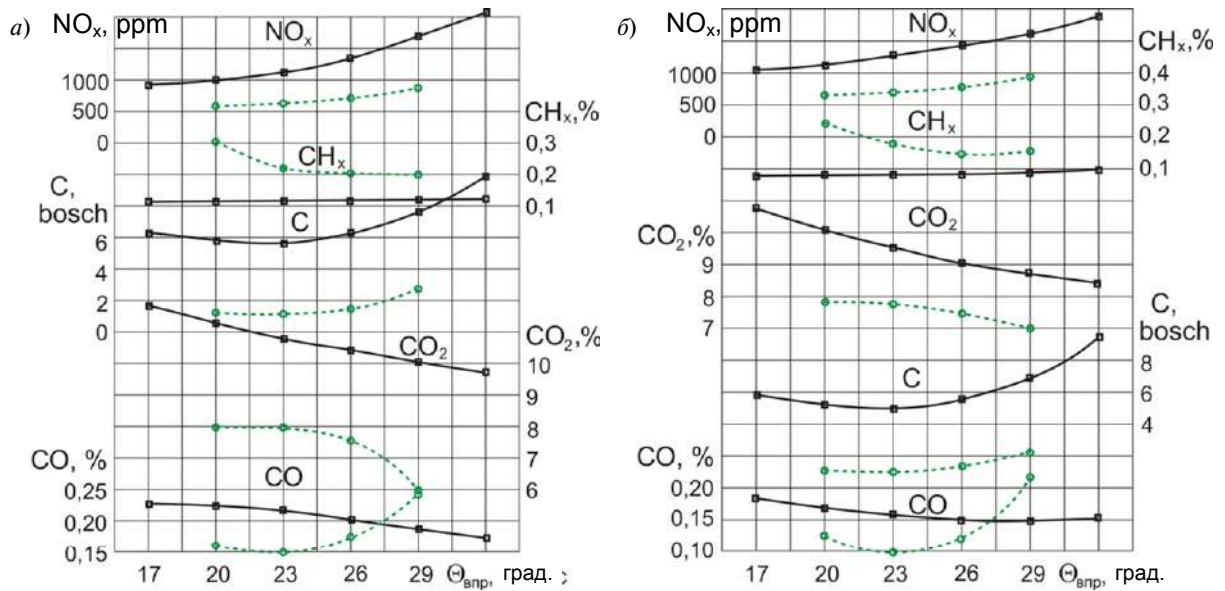 а)
NOₓ, ppm
NOₓ
1000
500
0
CHₓ,%
0,3
0,2
0,1
CHₓ
C,
bosch
6
4
2
0
C
CO₂
CO₂,%
10
9
8
7
6
CO, %
0,25
0,20
0,15
CO
17 20 23 26 29 Θвпр, град.
б)
NOₓ, ppm
NOₓ
1000
500
0
CHₓ,%
0,4
0,3
0,2
0,1
CHₓ
CO₂
CO₂,%
9
8
7
C,
bosch
8
6
4
C
CO, %
0,20
0,15
0,10
CO
17 20 23 26 29 Θвпр, град.